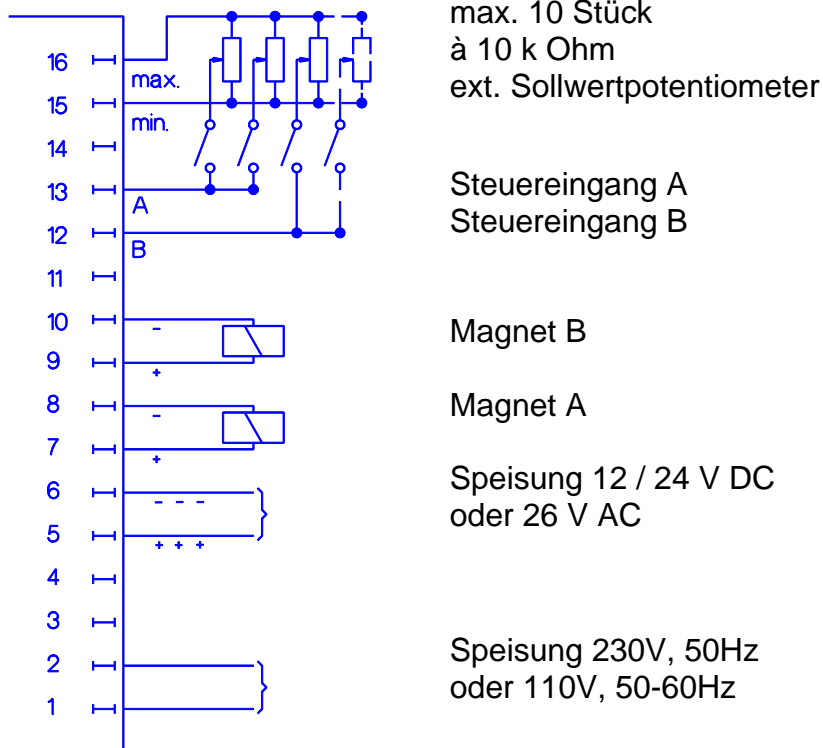 max. 10 Stück
à 10 k Ohm
ext. Sollwertpotentiometer
16
max.
15
min.
14
13
A
Steuereingang A
12
B
Steuereingang B
11
10
-
Magnet B
9
+
8
-
Magnet A
7
+
6
- - -
Speisung 12 / 24 V DC
5
+ + +
oder 26 V AC
4
3
2
Speisung 230V, 50Hz
1
oder 110V, 50-60Hz